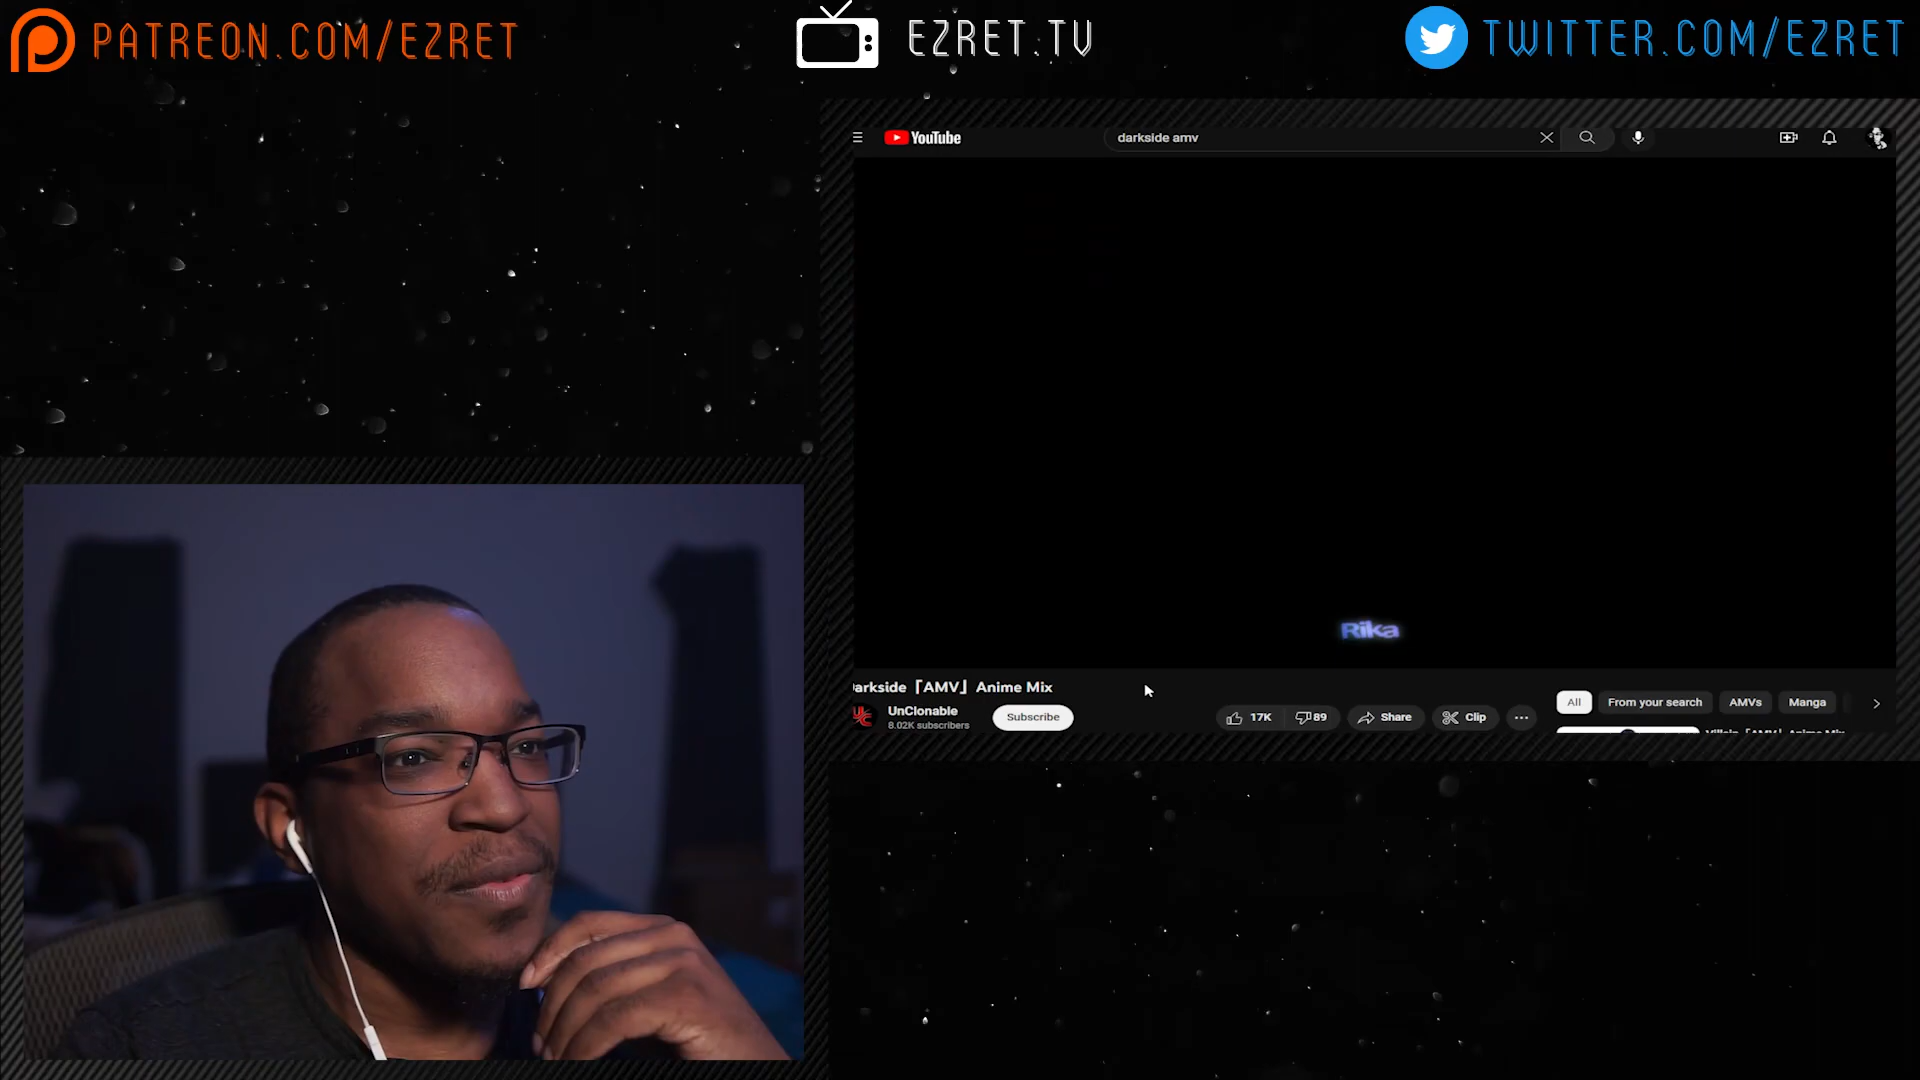 PATREON.COM/EZRET
EZRET.TV
TWITTER.COM/EZRET
YouTube
darkside amv
Rika
arkside「AMV」Anime Mix
UnClonable
8.02K subscribers
Subscribe
17K
89
Share
Clip
All
From your search
AMVs
Manga